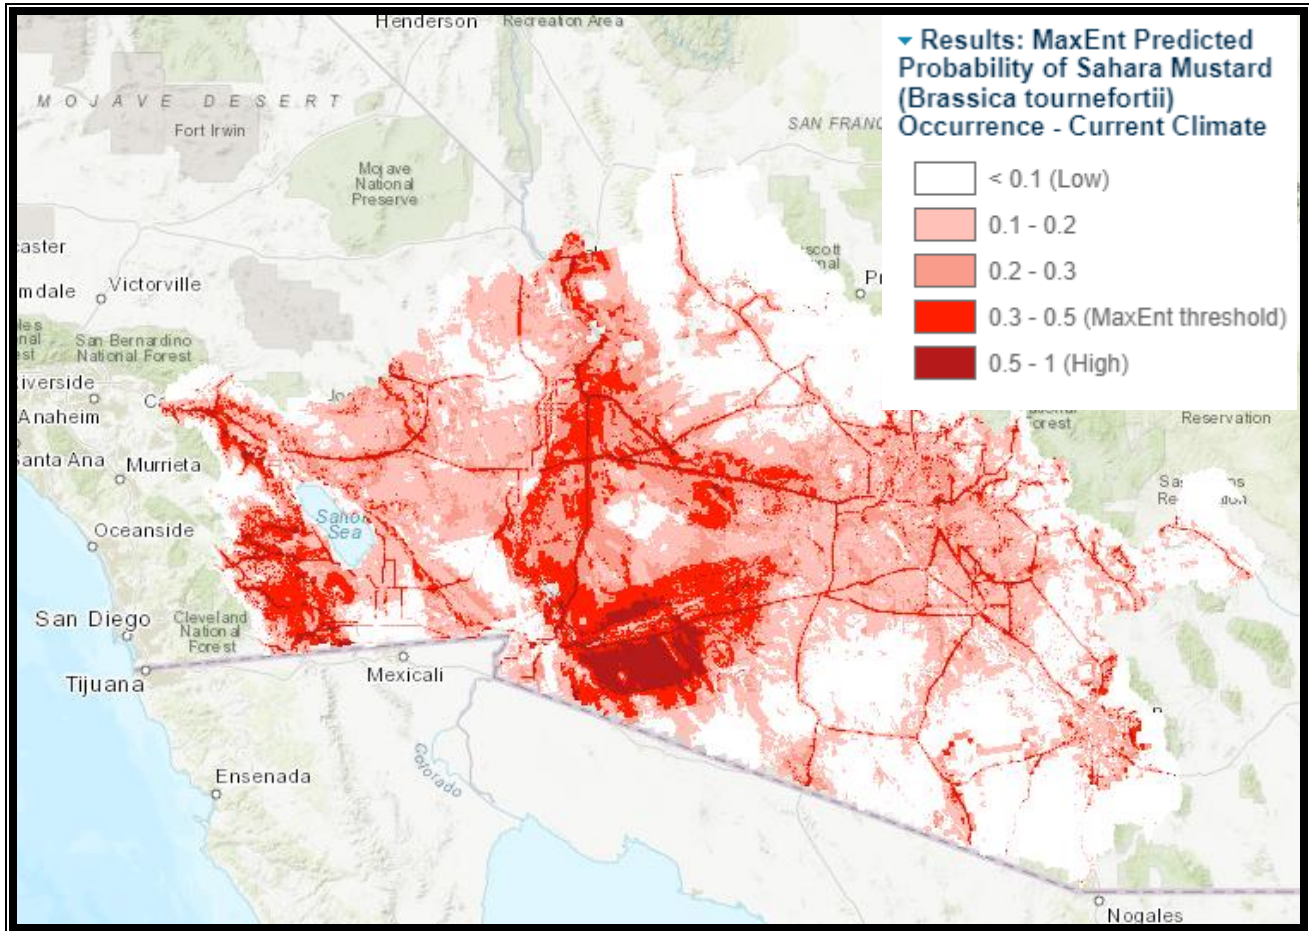 Henderson
Recreation Area
▾ Results: MaxEnt Predicted
Probability of Sahara Mustard
(Brassica tournefortii)
Occurrence - Current Climate
< 0.1 (Low)
0.1 - 0.2
0.2 - 0.3
0.3 - 0.5 (MaxEnt threshold)
0.5 - 1 (High)
MOJAVE DESERT
Fort Irwin
SAN FRANC
Mojave
National
Preserve
caster
mdale
Victorville
San Bernardino
National Forest
iverside
Anaheim
Santa Ana
Murrieta
Reservation
Oceanside
Sea
San Diego
Cleveland
National
Forest
Tijuana
Mexicali
Ensenada
Colorado
Nogales